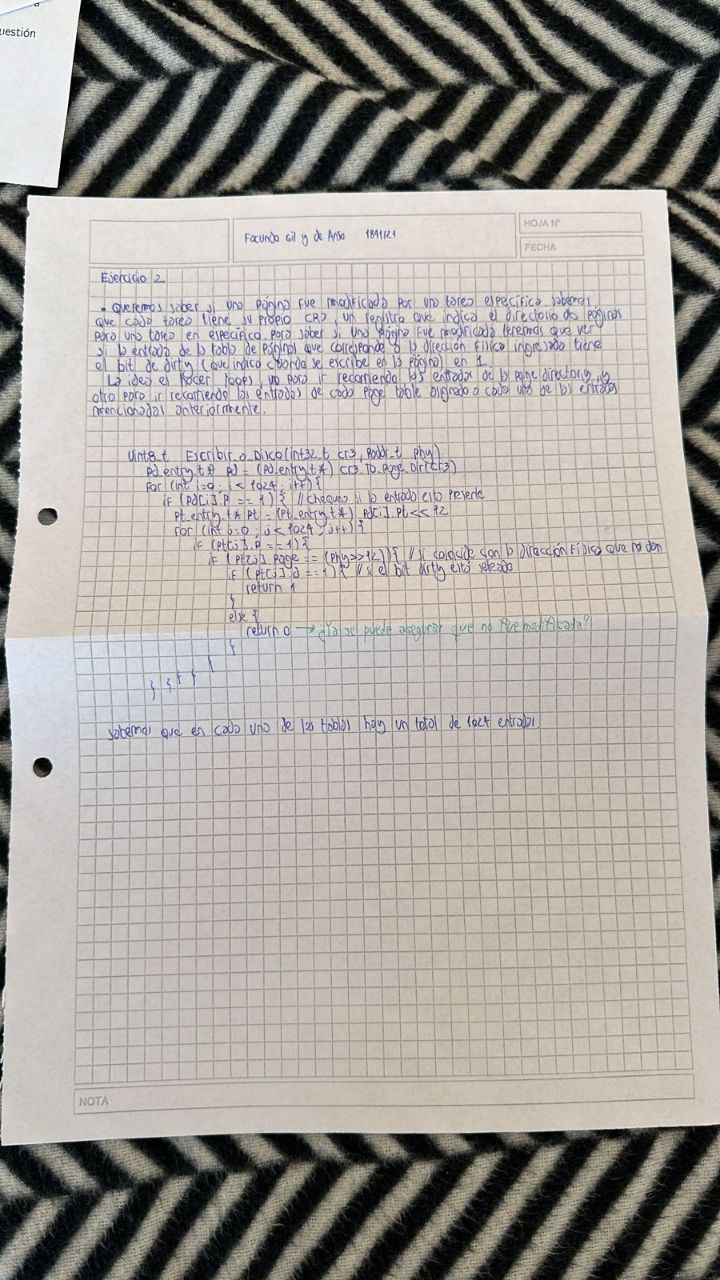 uestión
HOJA Nº
Facundo Gil y de Anso 1891/21
FECHA
Ejercicio 2
• Queremos saber si una página fue modificada por una tarea específica sabemos
que cada tarea tiene su propio CR3, un registro que indica el directorio de páginas
para una tarea en específico. Para saber si una página fue modificada tenemos que ver
si la entrada de la tabla de páginas que corresponde a la dirección física ingresada tiene
el bit de dirty (que indica cuando se escribe en la página) en 1.
La idea es hacer loops, uno para ir recorriendo las entradas de la page directory, y
otro para ir recorriendo las entradas de cada page table asignado a cada una de las entradas
mencionadas anteriormente.
uint8_t Escribir_a_Disco(int32_t cr3, paddr_t phy)
pd_entry_t* pd = (pd_entry_t*) CR3_TO_PAGE_DIR(cr3)
for (int i=0; i < 1024; i++) {
if (pd[i].P == 1) { // chequeo si la entrada está presente
pt_entry_t* pt = (pt_entry_t*) pd[i].pt << 12
for (int j=0; j < 1024; j++) {
if (pt[j].P == 1) {
if (pt[j].page == (phy>>12)) { // si coincide con la dirección física que me dan
if (pt[j].d == 1) { // si el bit dirty está seteado
return 1
}
else {
return 0 → ¿Ya se puede asegurar que no fue modificada?
}
}
} } } }
sabemos que en cada una de las tablas hay un total de 1024 entradas
NOTA